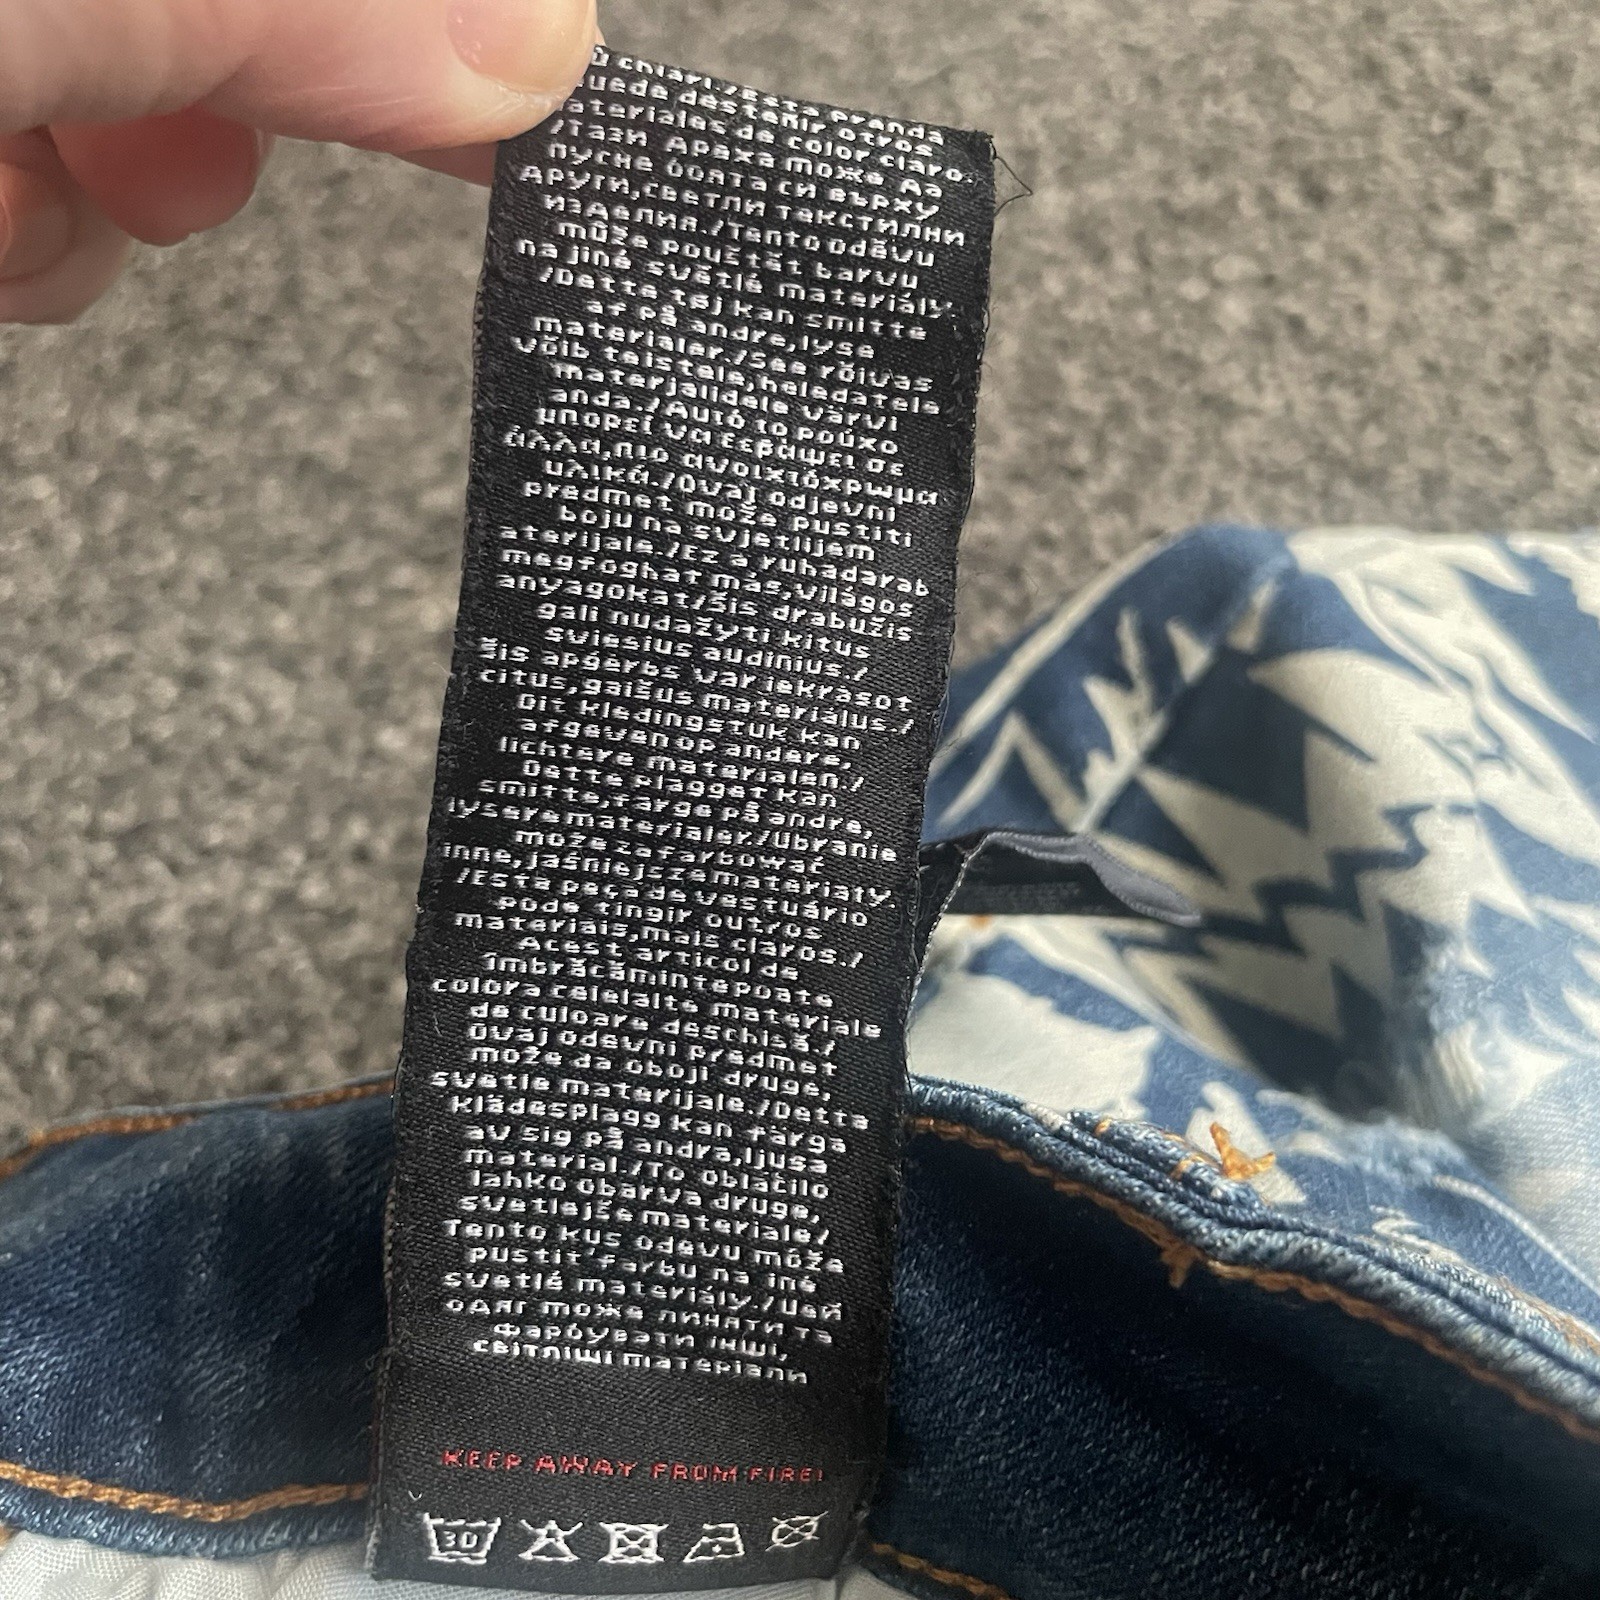 chiari./Esta prenda
puede desteñir otros
materiales de color claro.
/Тази Дреха може Да
пусне боята си върху
Други,светли текстилни
изделия./Tento oděvu
může pouštět barvu
na jiné světlé materiály
/Dette tøj kan smitte
af på andre,lyse
materialer./See rõivas
võib teistele,heledatele
materjalidele värvi
anda./Αυτό το ρούχο
μπορεί να ξεβάψει σε
άλλα,πιο ανοιχτόχρωμα
υλικά./Ovaj odjevni
predmet može pustiti
boju na svjetlijem
aterijale./Ez a ruhadarab
megfoghat más,világos
anyagokat/Šis drabužis
gali nudažyti kitus
sviesius audinius./
Šis apģērbs var iekrāsot
citus,gaišus materiālus./
Dit kledingstuk kan
afgeven op andere,
lichtere materialen./
Dette plagget kan
smitte,farge på andre,
lysere materialer./Ubranie
może zafarbować
inne,jaśniejsze materiały.
/Esta peça de vestuário
pode tingir outros
materiais,mais claros./
Acest articol de
îmbrăcăminte poate
colora celelalte materiale
de culoare deschisă./
Ovaj odevni predmet
može da oboji druge,
svetle materijale./Detta
klädesplagg kan färga
av sig på andra,ljusa
material./To oblačilo
lahko obarva druge,
svetlejše materiale/
Tento kus odevu môže
pustiť farbu na iné
svetlé materiály./Цей
одяг може линяти та
фарбувати інші,
світліші матеріали
KEEP AWAY FROM FIRE!
30